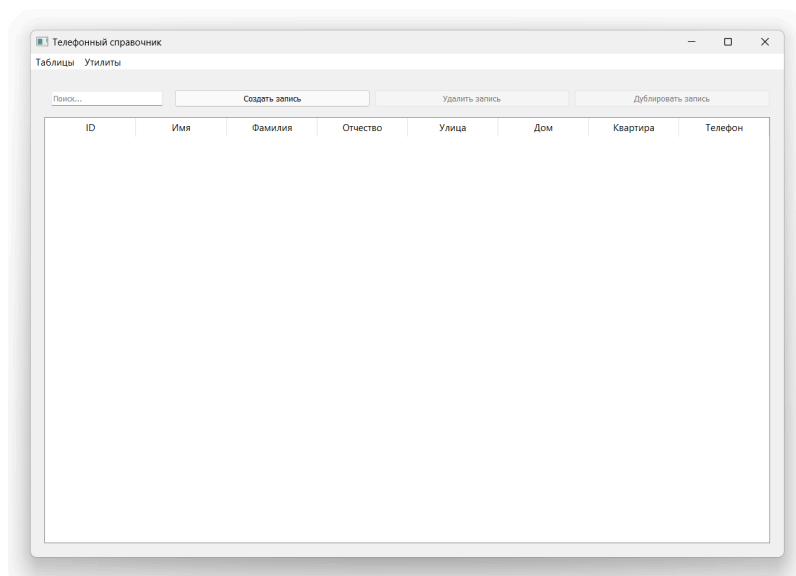 Телефонный справочник
Таблицы Утилиты
Поиск... Создать запись Удалить запись Дублировать запись
ID Имя Фамилия Отчество Улица Дом Квартира Телефон